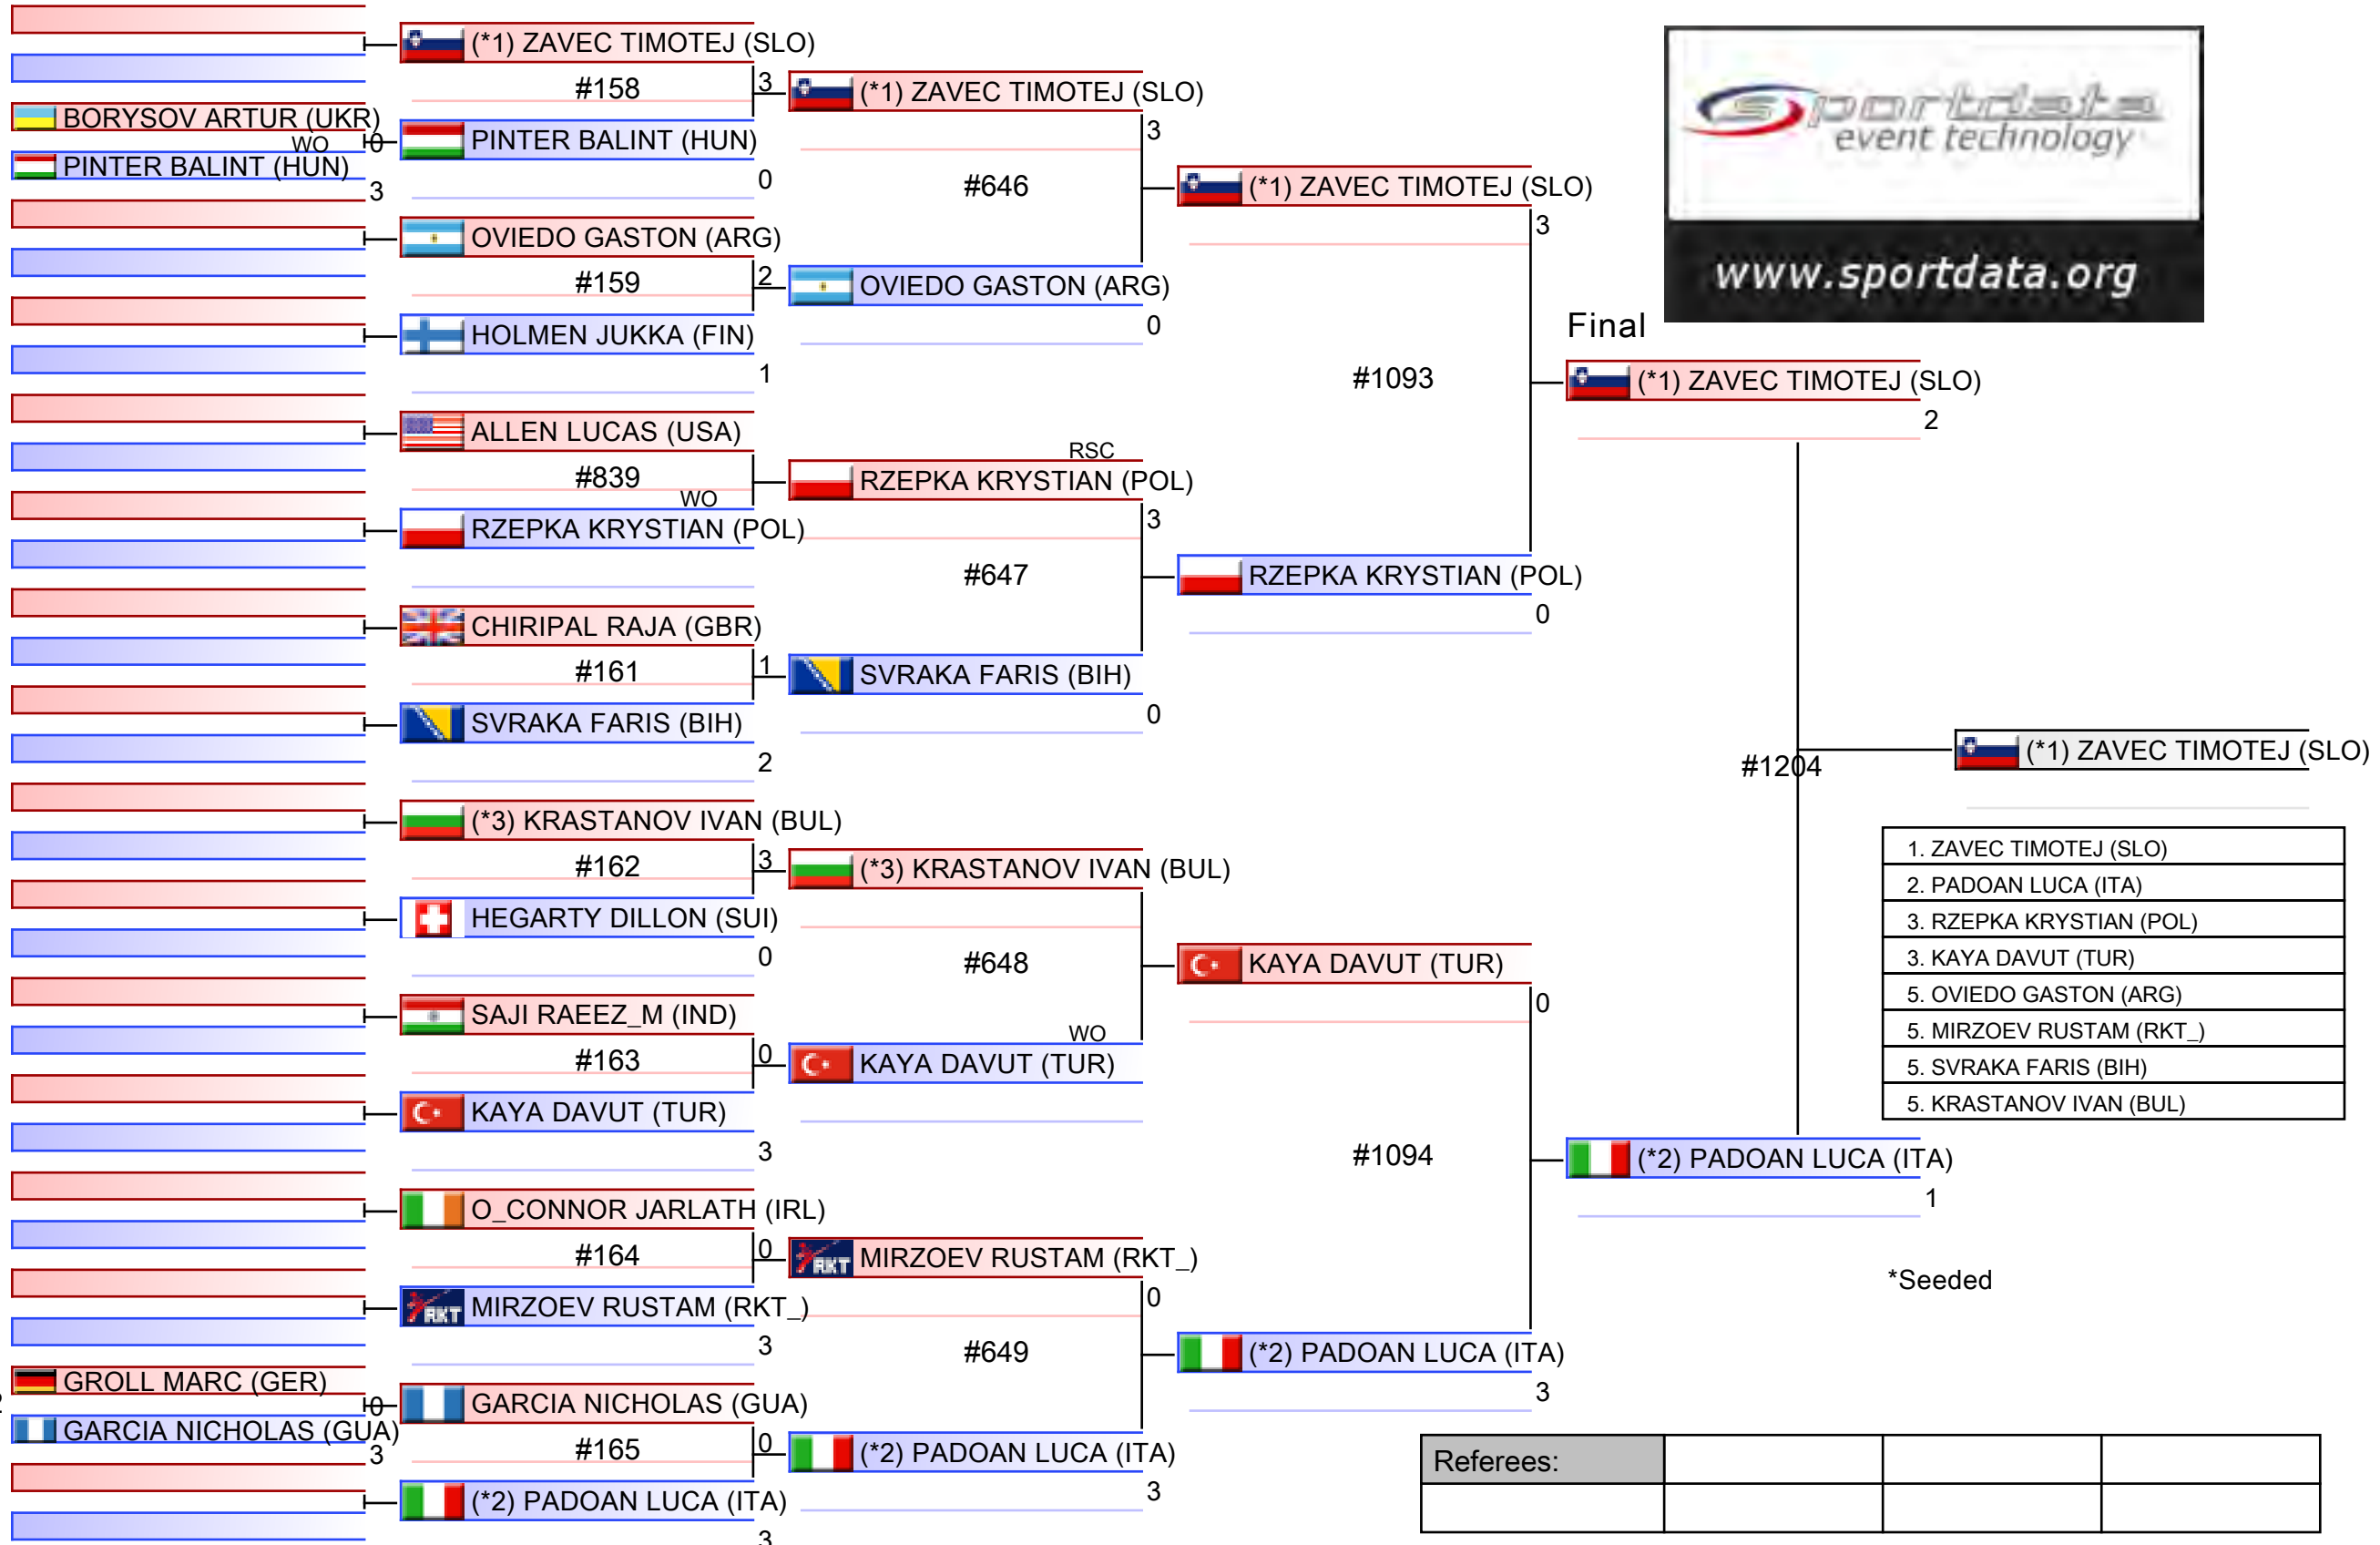 BORYSOV ARTUR (UKR)
WO
0
PINTER BALINT (HUN)
3
GROLL MARC (GER)
0
GARCIA NICHOLAS (GUA)
3
(*1) ZAVEC TIMOTEJ (SLO)
#158
3
PINTER BALINT (HUN)
0
OVIEDO GASTON (ARG)
#159
2
HOLMEN JUKKA (FIN)
1
ALLEN LUCAS (USA)
#839
WO
RZEPKA KRYSTIAN (POL)
CHIRIPAL RAJA (GBR)
#161
1
SVRAKA FARIS (BIH)
2
(*3) KRASTANOV IVAN (BUL)
#162
3
HEGARTY DILLON (SUI)
0
SAJI RAEEZ_M (IND)
#163
0
KAYA DAVUT (TUR)
3
O_CONNOR JARLATH (IRL)
#164
0
RKT
MIRZOEV RUSTAM (RKT_)
3
GARCIA NICHOLAS (GUA)
#165
0
(*2) PADOAN LUCA (ITA)
3
(*1) ZAVEC TIMOTEJ (SLO)
3
#646
OVIEDO GASTON (ARG)
0
RSC
RZEPKA KRYSTIAN (POL)
3
#647
SVRAKA FARIS (BIH)
0
(*3) KRASTANOV IVAN (BUL)
#648
WO
KAYA DAVUT (TUR)
RKT
MIRZOEV RUSTAM (RKT_)
0
#649
(*2) PADOAN LUCA (ITA)
3
(*1) ZAVEC TIMOTEJ (SLO)
3
#1093
RZEPKA KRYSTIAN (POL)
0
KAYA DAVUT (TUR)
0
#1094
(*2) PADOAN LUCA (ITA)
3
sportdata
event technology
www.sportdata.org
Final
(*1) ZAVEC TIMOTEJ (SLO)
2
#1204
(*2) PADOAN LUCA (ITA)
1
(*1) ZAVEC TIMOTEJ (SLO)
1. ZAVEC TIMOTEJ (SLO)
2. PADOAN LUCA (ITA)
3. RZEPKA KRYSTIAN (POL)
3. KAYA DAVUT (TUR)
5. OVIEDO GASTON (ARG)
5. MIRZOEV RUSTAM (RKT_)
5. SVRAKA FARIS (BIH)
5. KRASTANOV IVAN (BUL)
*Seeded
Referees: